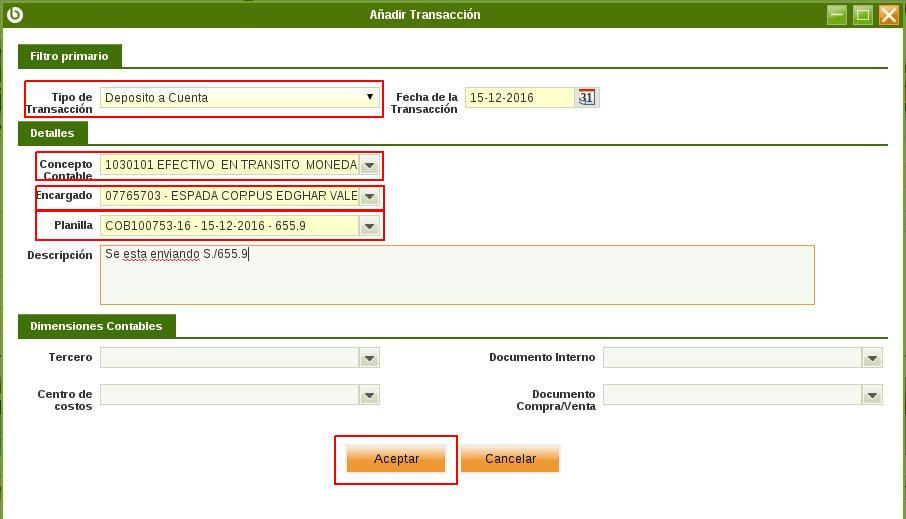 Añadir Transacción
Filtro primario
Tipo de
Transacción
Deposito a Cuenta
Fecha de la
Transacción
15-12-2016
31
Detalles
Concepto
Contable
1030101 EFECTIVO EN TRANSITO MONEDA
Encargado
07765703 - ESPADA CORPUS EDGHAR VALE
Planilla
COB100753-16 - 15-12-2016 - 655.9
Descripción
Se esta enviando S./655.9
Dimensiones Contables
Tercero
Documento Interno
Centro de
costos
Documento
Compra/Venta
Aceptar
Cancelar